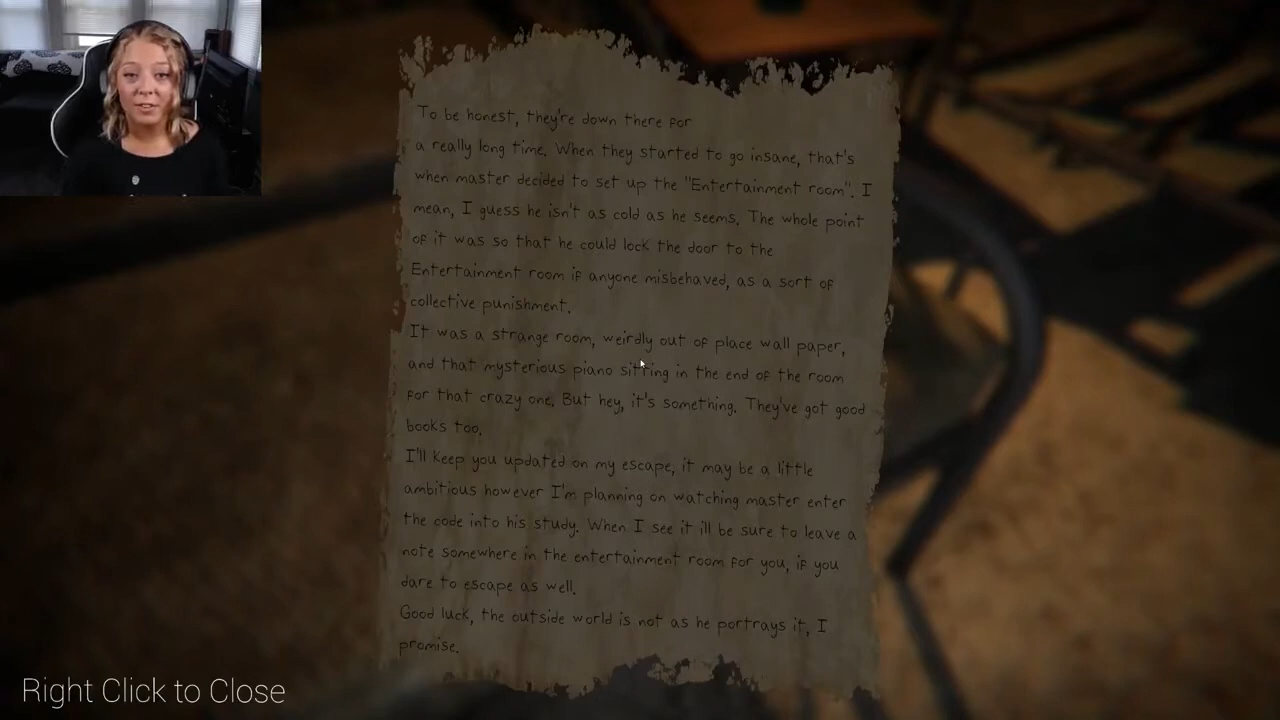 To be honest, they're down there for
a really long time. When they started to go insane, that's
when master decided to set up the "Entertainment room". I
mean, I guess he isn't as cold as he seems. The whole point
of it was so that he could lock the door to the
Entertainment room if anyone misbehaved, as a sort of
collective punishment.
It was a strange room, weirdly out of place wall paper,
and that mysterious piano sitting in the end of the room
for that crazy one. But hey, it's something. They've got good
books too.
I'll keep you updated on my escape, it may be a little
ambitious however I'm planning on watching master enter
the code into his study. When I see it ill be sure to leave a
note somewhere in the entertainment room for you, if you
dare to escape as well.
Good luck, the outside world is not as he portrays it, I
promise.
Right Click to Close